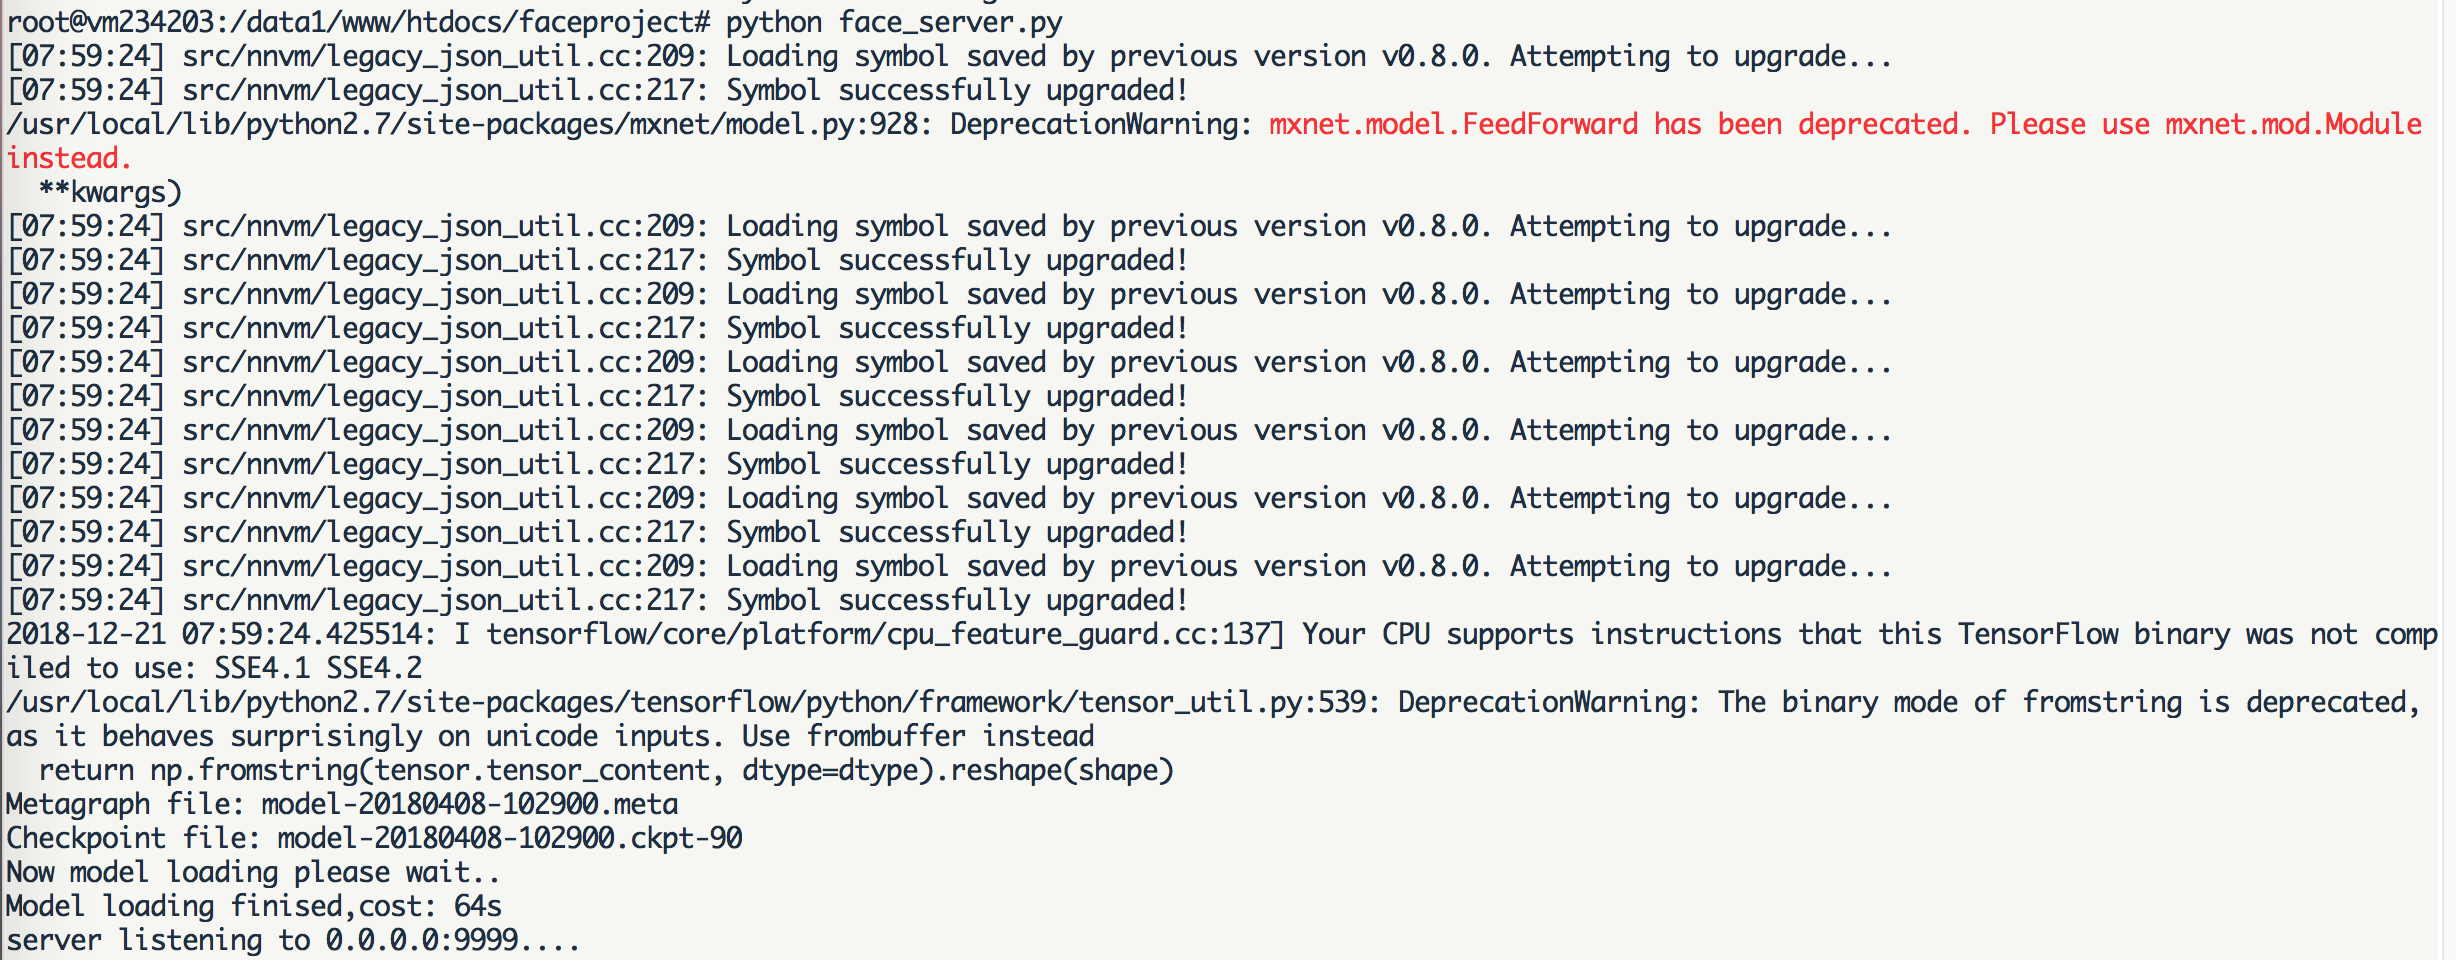 root@vm234203:/data1/www/htdocs/faceproject# python face_server.py
[07:59:24] src/nnvm/legacy_json_util.cc:209: Loading symbol saved by previous version v0.8.0. Attempting to upgrade...
[07:59:24] src/nnvm/legacy_json_util.cc:217: Symbol successfully upgraded!
/usr/local/lib/python2.7/site-packages/mxnet/model.py:928: DeprecationWarning: mxnet.model.FeedForward has been deprecated. Please use mxnet.mod.Module
instead.
  **kwargs)
[07:59:24] src/nnvm/legacy_json_util.cc:209: Loading symbol saved by previous version v0.8.0. Attempting to upgrade...
[07:59:24] src/nnvm/legacy_json_util.cc:217: Symbol successfully upgraded!
[07:59:24] src/nnvm/legacy_json_util.cc:209: Loading symbol saved by previous version v0.8.0. Attempting to upgrade...
[07:59:24] src/nnvm/legacy_json_util.cc:217: Symbol successfully upgraded!
[07:59:24] src/nnvm/legacy_json_util.cc:209: Loading symbol saved by previous version v0.8.0. Attempting to upgrade...
[07:59:24] src/nnvm/legacy_json_util.cc:217: Symbol successfully upgraded!
[07:59:24] src/nnvm/legacy_json_util.cc:209: Loading symbol saved by previous version v0.8.0. Attempting to upgrade...
[07:59:24] src/nnvm/legacy_json_util.cc:217: Symbol successfully upgraded!
[07:59:24] src/nnvm/legacy_json_util.cc:209: Loading symbol saved by previous version v0.8.0. Attempting to upgrade...
[07:59:24] src/nnvm/legacy_json_util.cc:217: Symbol successfully upgraded!
[07:59:24] src/nnvm/legacy_json_util.cc:209: Loading symbol saved by previous version v0.8.0. Attempting to upgrade...
[07:59:24] src/nnvm/legacy_json_util.cc:217: Symbol successfully upgraded!
2018-12-21 07:59:24.425514: I tensorflow/core/platform/cpu_feature_guard.cc:137] Your CPU supports instructions that this TensorFlow binary was not comp
iled to use: SSE4.1 SSE4.2
/usr/local/lib/python2.7/site-packages/tensorflow/python/framework/tensor_util.py:539: DeprecationWarning: The binary mode of fromstring is deprecated,
as it behaves surprisingly on unicode inputs. Use frombuffer instead
  return np.fromstring(tensor.tensor_content, dtype=dtype).reshape(shape)
Metagraph file: model-20180408-102900.meta
Checkpoint file: model-20180408-102900.ckpt-90
Now model loading please wait..
Model loading finised,cost: 64s
server listening to 0.0.0.0:9999....